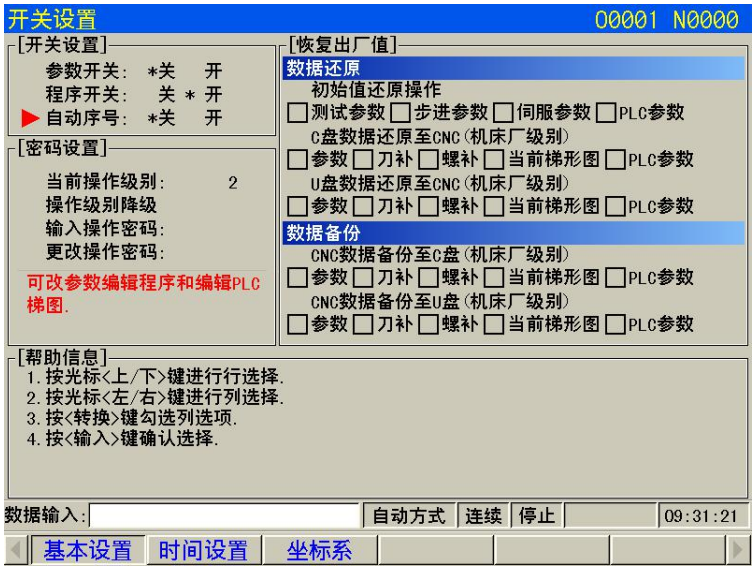 开关设置 O0001 N0000
[开关设置]
参数开关: *关 开
程序开关: 关 * 开
自动序号: *关 开
[密码设置]
当前操作级别: 2
操作级别降级
输入操作密码:
更改操作密码:
可改参数编辑程序和编辑PLC
梯图.
[恢复出厂值]
数据还原
初始值还原操作
测试参数 步进参数 伺服参数 PLC参数
C盘数据还原至CNC(机床厂级别)
参数 刀补 螺补 当前梯形图 PLC参数
U盘数据还原至CNC(机床厂级别)
参数 刀补 螺补 当前梯形图 PLC参数
数据备份
CNC数据备份至C盘(机床厂级别)
参数 刀补 螺补 当前梯形图 PLC参数
CNC数据备份至U盘(机床厂级别)
参数 刀补 螺补 当前梯形图 PLC参数
[帮助信息]
1.按光标<上/下>键进行行选择.
2.按光标<左/右>键进行列选择.
3.按<转换>键勾选列选项.
4.按<输入>键确认选择.
数据输入: 自动方式 连续 停止 09:31:21
基本设置 时间设置 坐标系